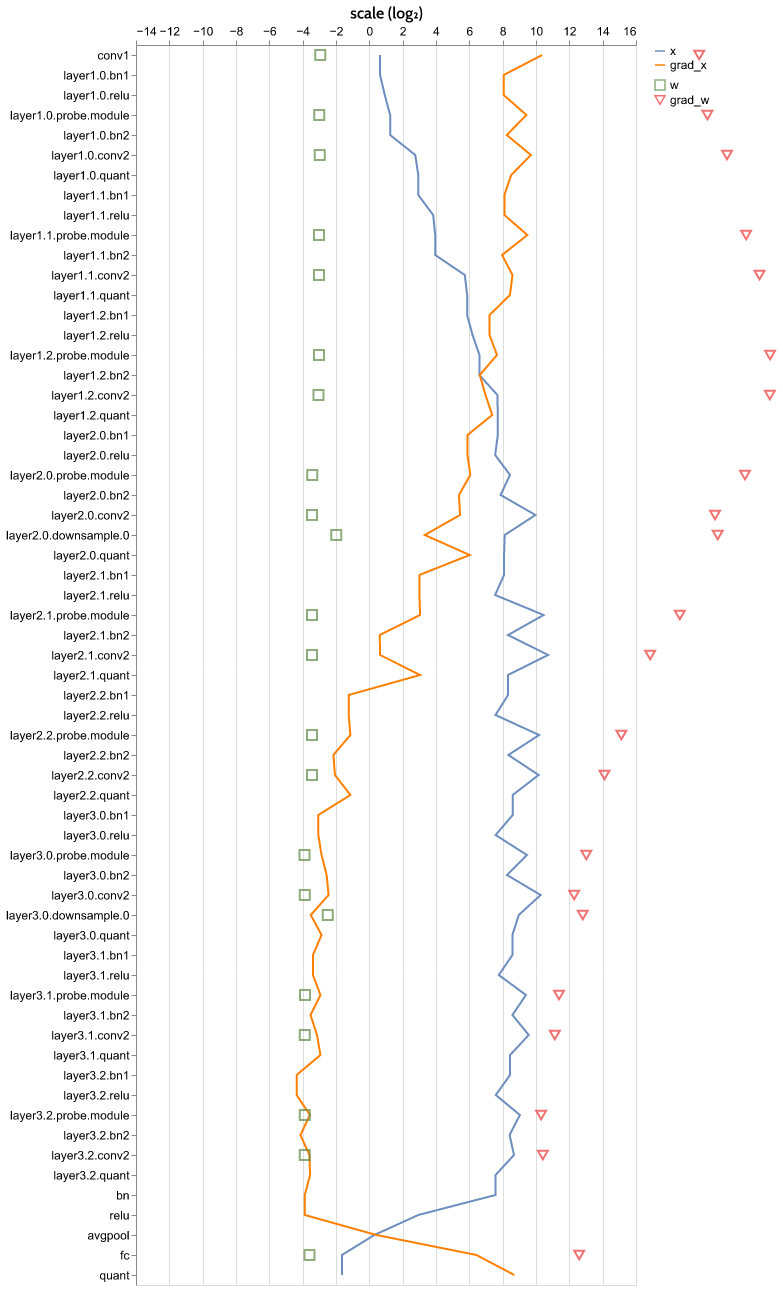 scale (log₂)
−14 −12 −10 −8 −6 −4 −2 0 2 4 6 8 10 12 14 16
conv1
layer1.0.bn1
layer1.0.relu
layer1.0.probe.module
layer1.0.bn2
layer1.0.conv2
layer1.0.quant
layer1.1.bn1
layer1.1.relu
layer1.1.probe.module
layer1.1.bn2
layer1.1.conv2
layer1.1.quant
layer1.2.bn1
layer1.2.relu
layer1.2.probe.module
layer1.2.bn2
layer1.2.conv2
layer1.2.quant
layer2.0.bn1
layer2.0.relu
layer2.0.probe.module
layer2.0.bn2
layer2.0.conv2
layer2.0.downsample.0
layer2.0.quant
layer2.1.bn1
layer2.1.relu
layer2.1.probe.module
layer2.1.bn2
layer2.1.conv2
layer2.1.quant
layer2.2.bn1
layer2.2.relu
layer2.2.probe.module
layer2.2.bn2
layer2.2.conv2
layer2.2.quant
layer3.0.bn1
layer3.0.relu
layer3.0.probe.module
layer3.0.bn2
layer3.0.conv2
layer3.0.downsample.0
layer3.0.quant
layer3.1.bn1
layer3.1.relu
layer3.1.probe.module
layer3.1.bn2
layer3.1.conv2
layer3.1.quant
layer3.2.bn1
layer3.2.relu
layer3.2.probe.module
layer3.2.bn2
layer3.2.conv2
layer3.2.quant
bn
relu
avgpool
fc
quant
x
grad_x
w
grad_w